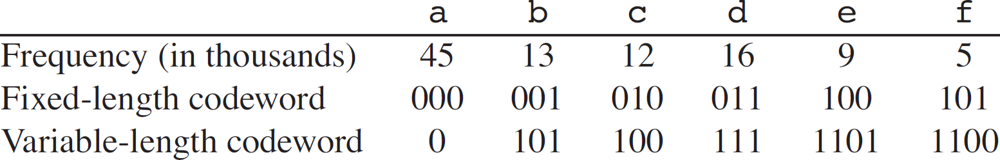 a b c d e f
Frequency (in thousands) 45 13 12 16 9 5
Fixed-length codeword 000 001 010 011 100 101
Variable-length codeword 0 101 100 111 1101 1100